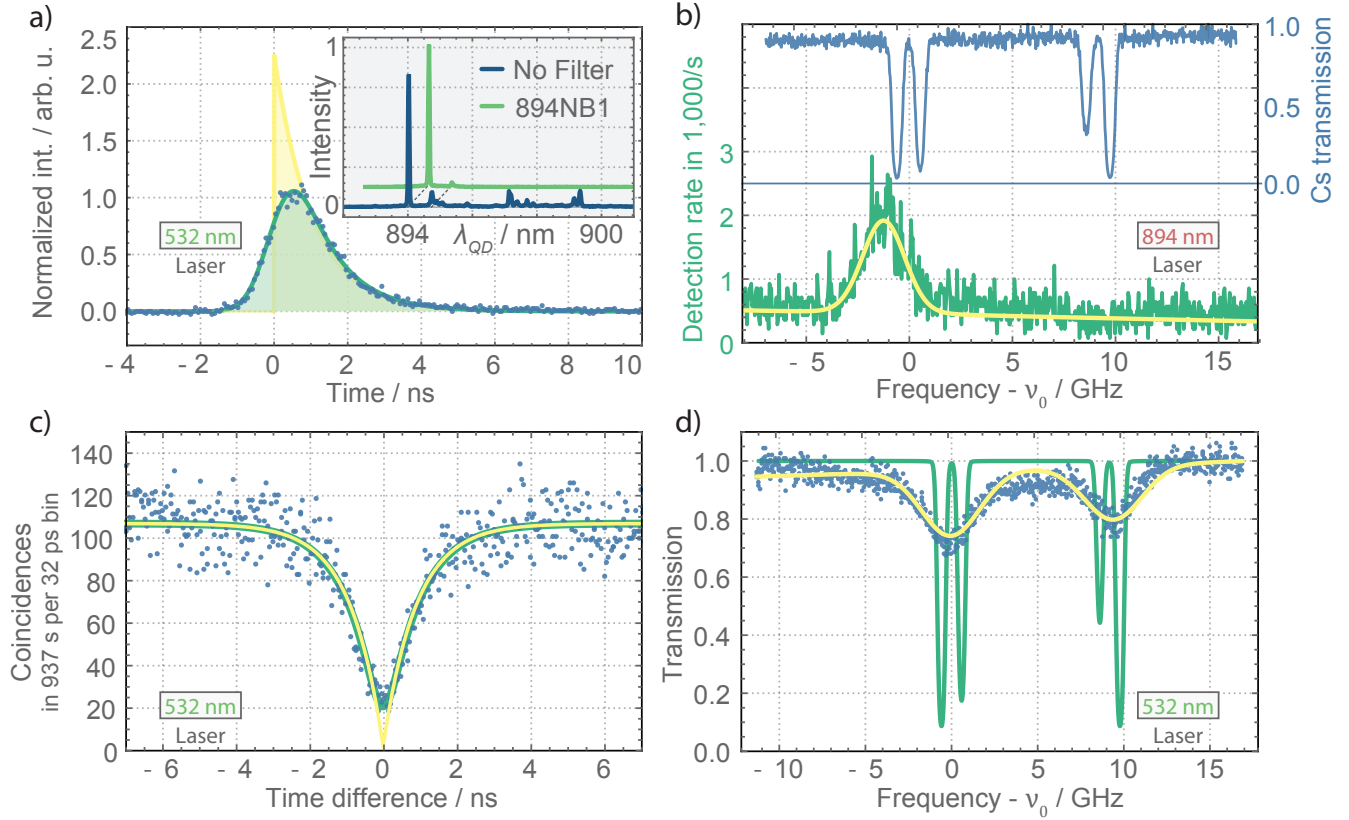 a)
2.5
2.0
1.5
1.0
0.5
0.0
Normalized int. / arb. u.
532 nm
Laser
1
0
Intensity
No Filter
894NB1
894
λQD / nm
900
- 4
- 2
0
2
4
6
8
10
Time / ns
b)
3
2
1
0
Detection rate in 1,000/s
1.0
0.5
0.0
Cs transmission
894 nm
Laser
- 5
0
5
10
15
Frequency - ν0 / GHz
c)
140
120
100
80
60
40
20
0
Coincidences
in 937 s per 32 ps bin
532 nm
Laser
- 6
- 4
- 2
0
2
4
6
Time difference / ns
d)
1.0
0.8
0.6
0.4
0.2
0.0
Transmission
532 nm
Laser
- 10
- 5
0
5
10
15
Frequency - ν0 / GHz